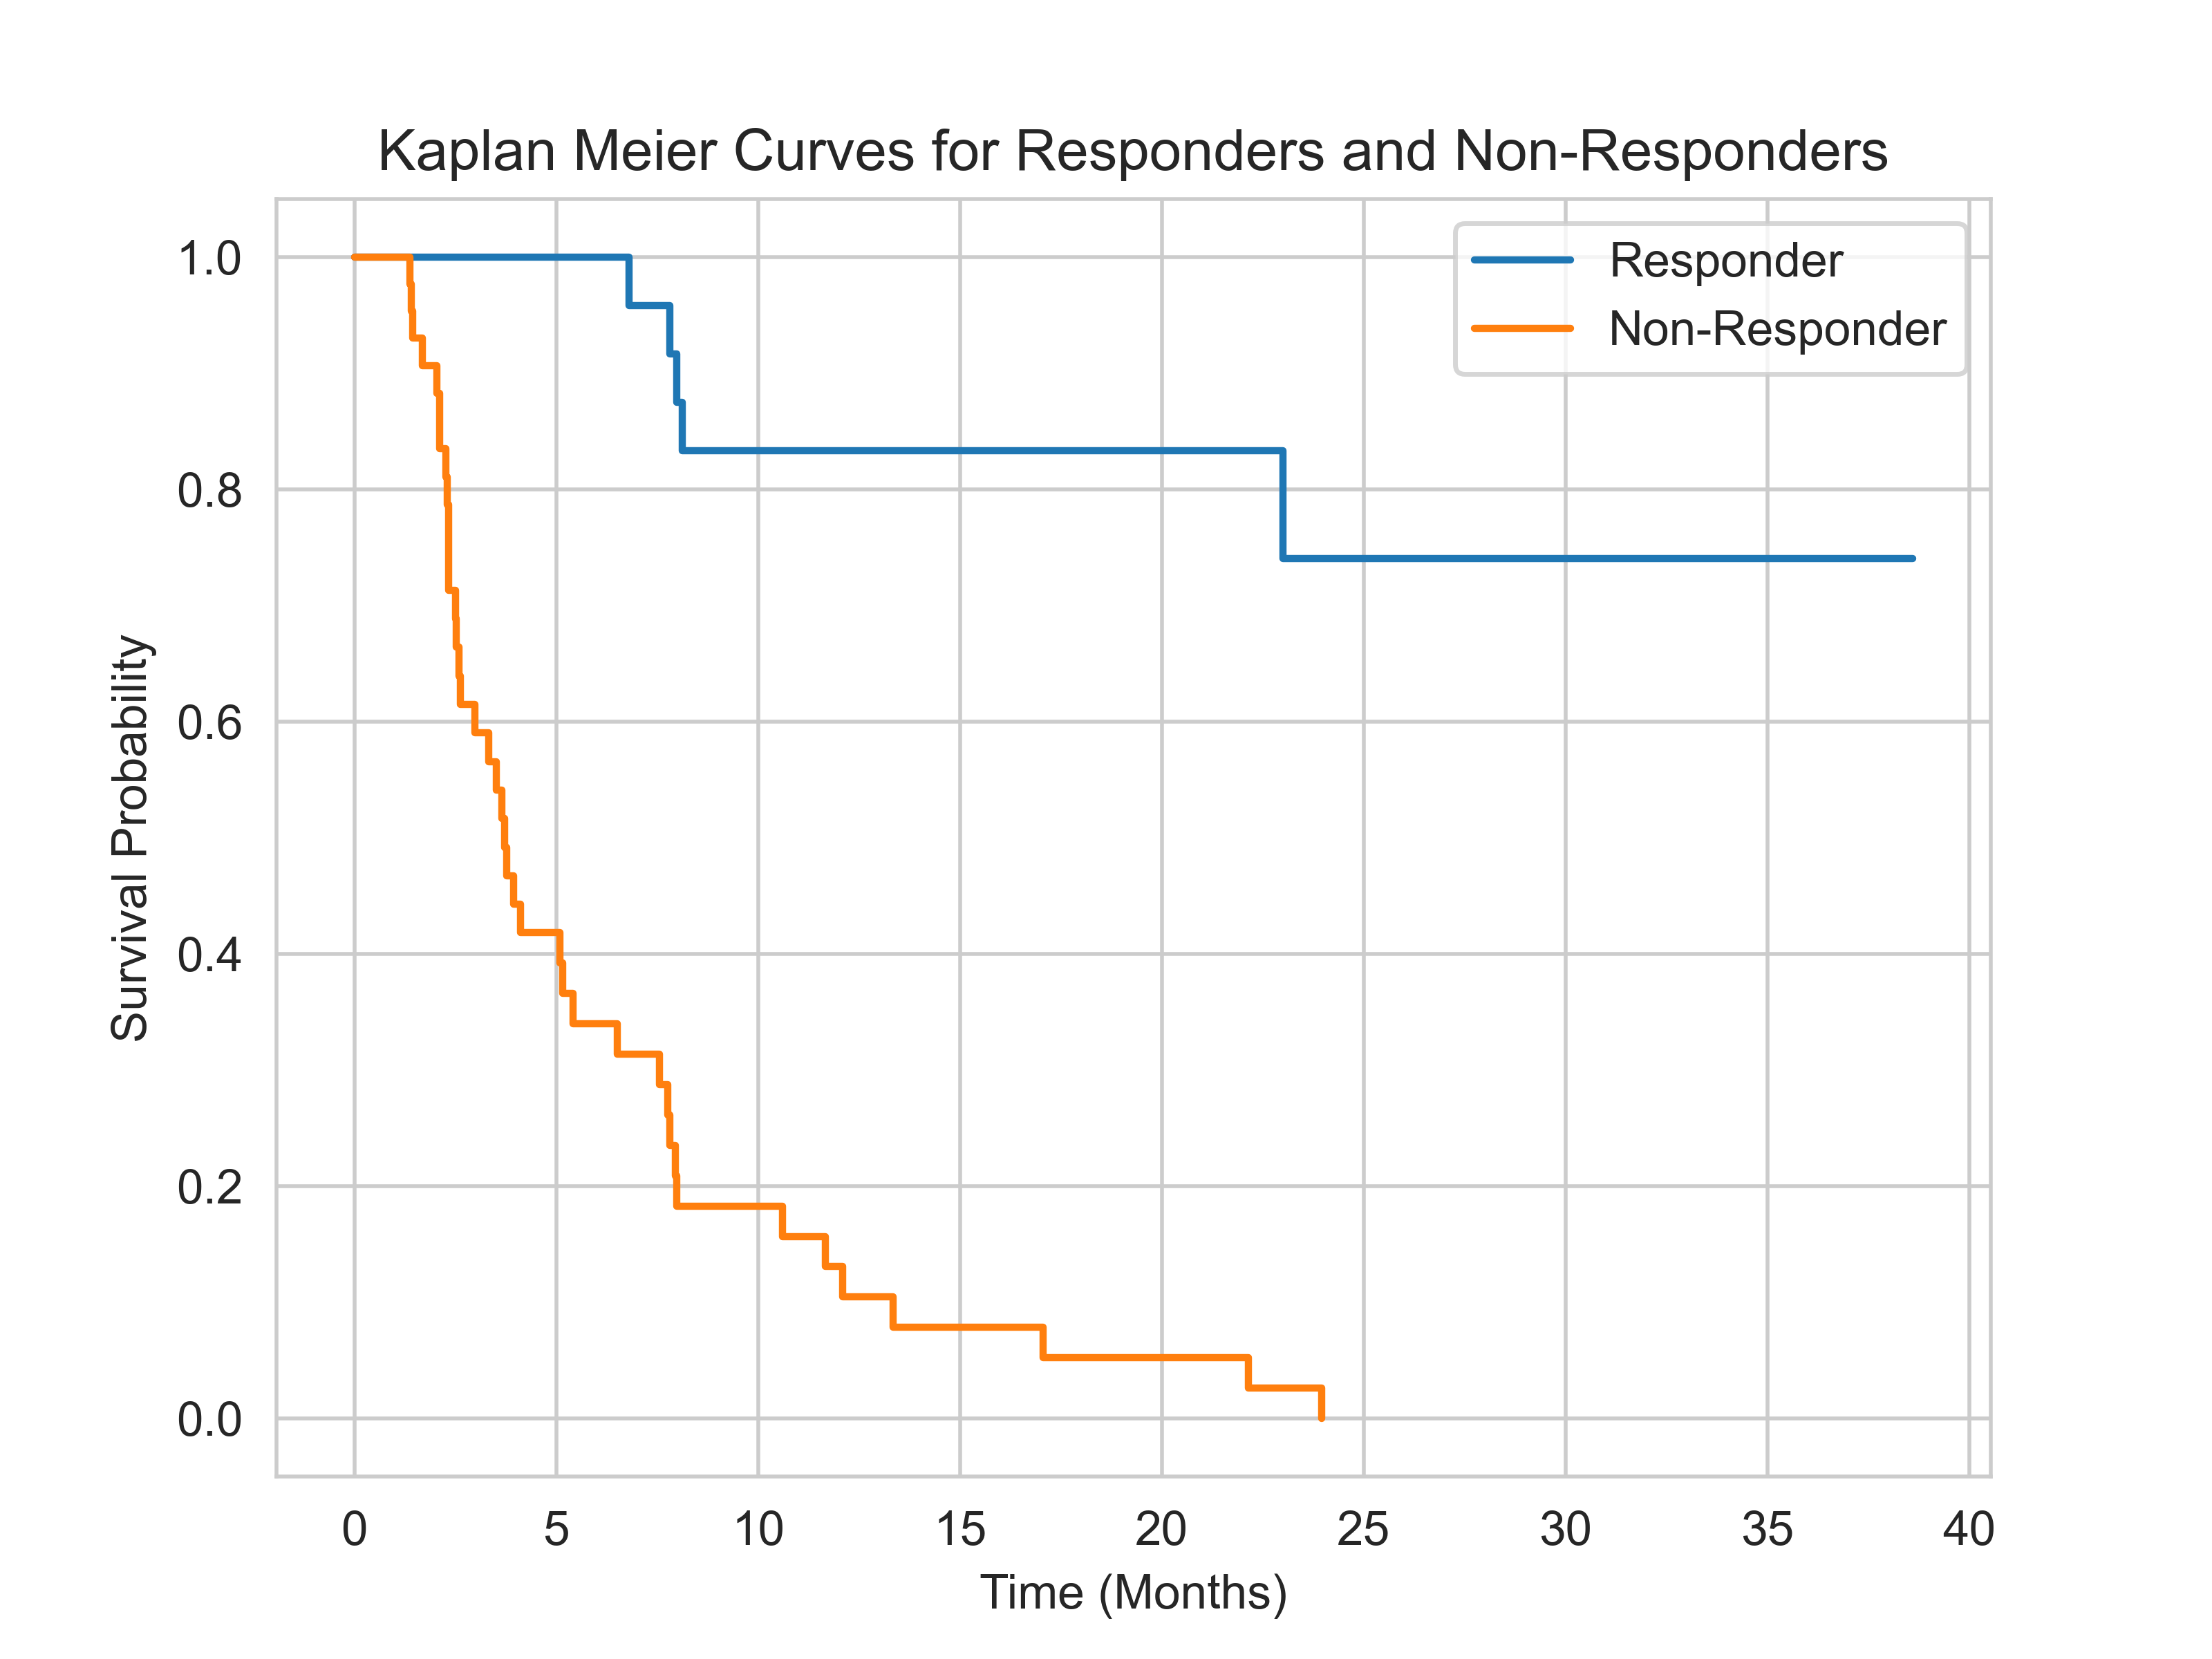 Kaplan Meier Curves for Responders and Non-Responders
Responder
Non-Responder
1.0
0.8
0.6
0.4
0.2
0.0
Survival Probability
0 5 10 15 20 25 30 35 40
Time (Months)